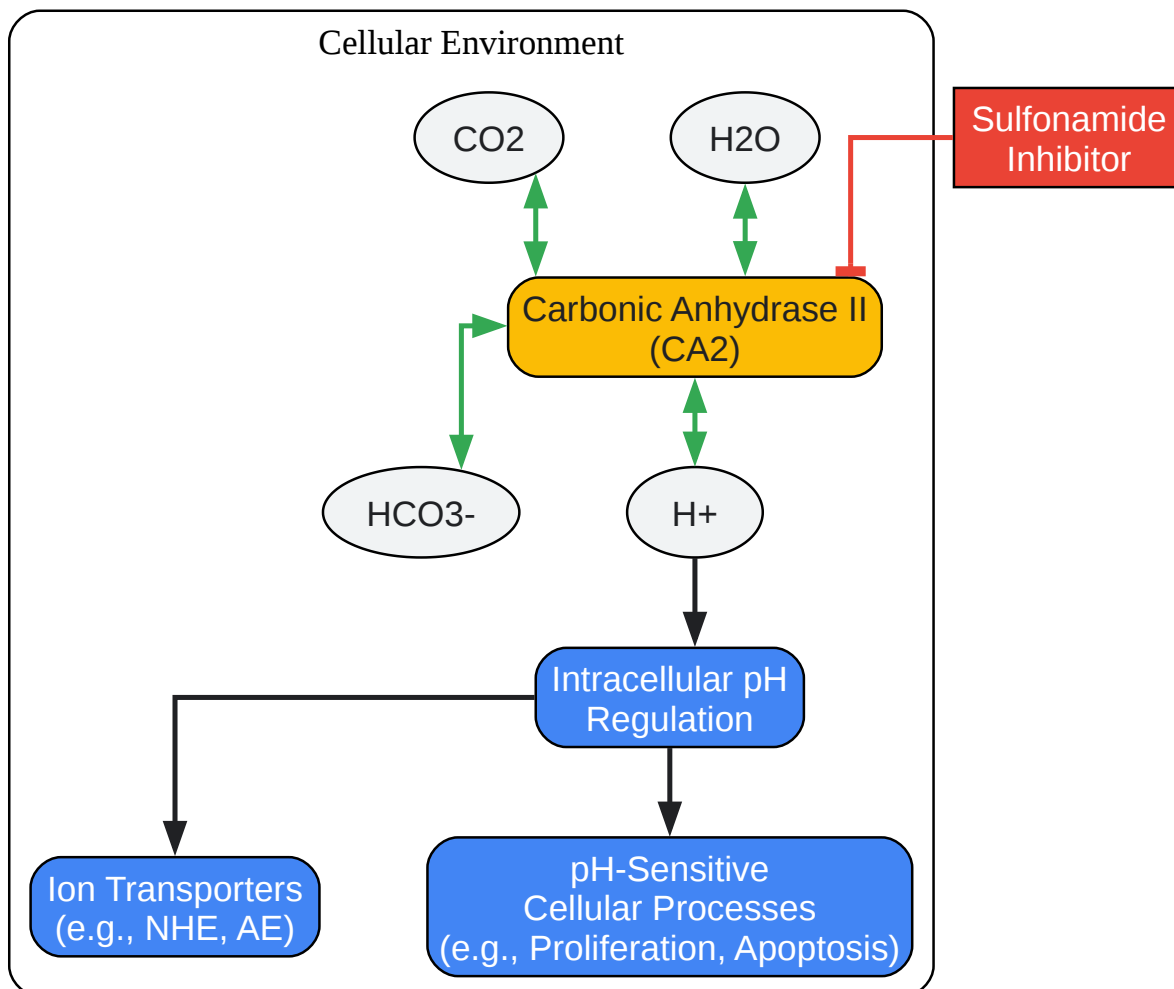 Cellular Environment
CO2
H2O
Sulfonamide
Inhibitor
Carbonic Anhydrase II
(CA2)
HCO3-
H+
Intracellular pH
Regulation
Ion Transporters
(e.g., NHE, AE)
pH-Sensitive
Cellular Processes
(e.g., Proliferation, Apoptosis)